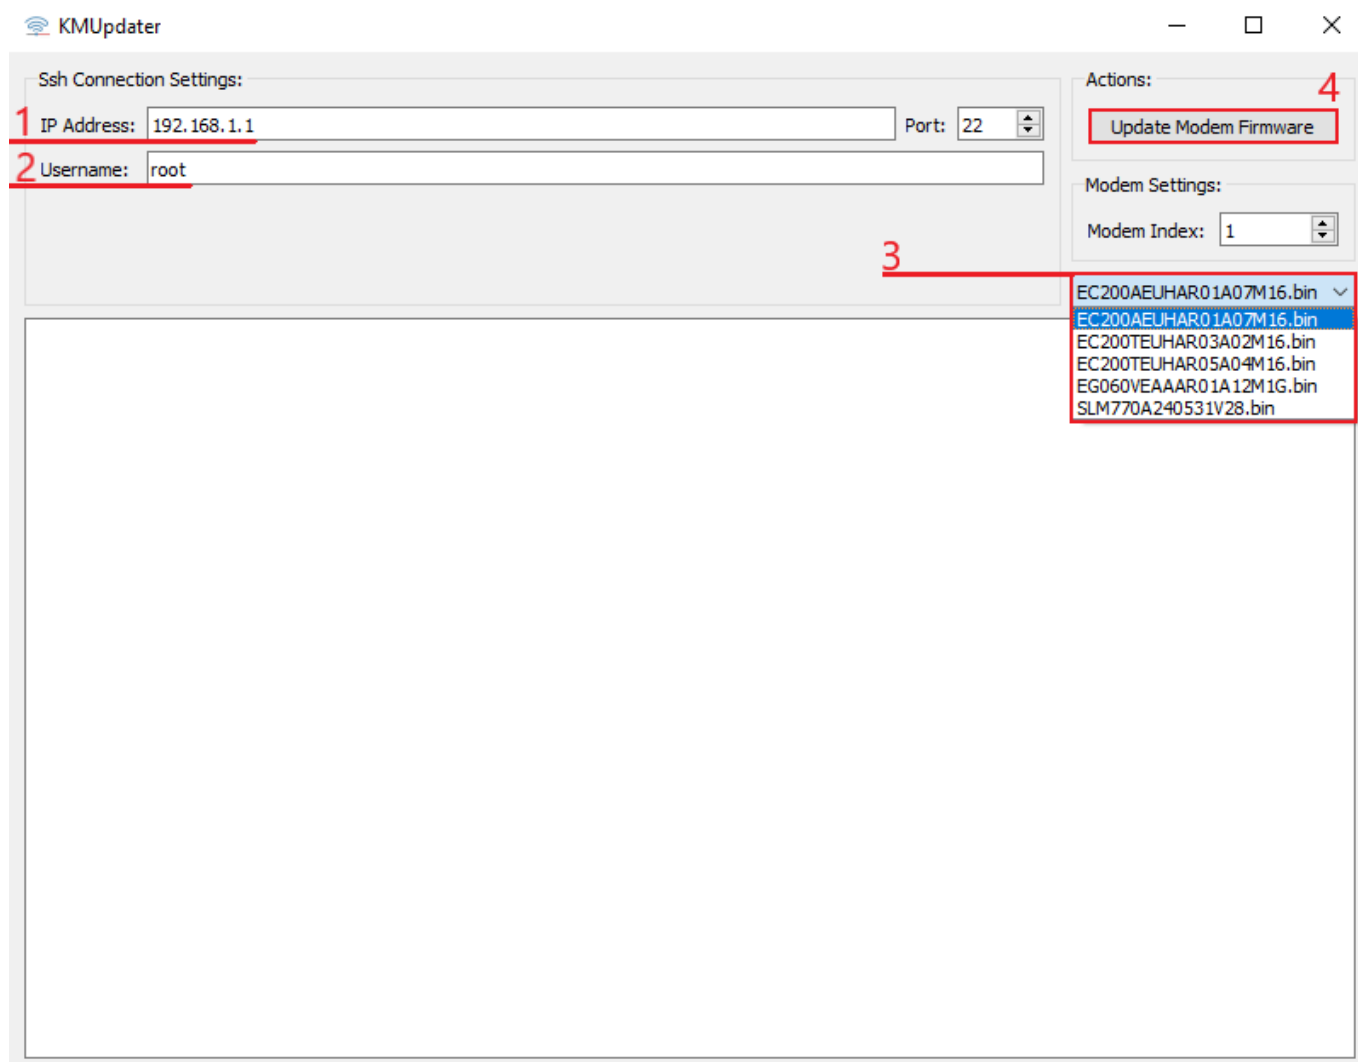 KMUpdater
Ssh Connection Settings:
1 IP Address: 192.168.1.1 Port: 22
2 Username: root
Actions:
4
Update Modem Firmware
Modem Settings:
Modem Index: 1
3
EC200AEUHAR01A07M16.bin
EC200AEUHAR01A07M16.bin
EC200TEUHAR03A02M16.bin
EC200TEUHAR05A04M16.bin
EG060VEAAAR01A12M1G.bin
SLM770A240531V28.bin